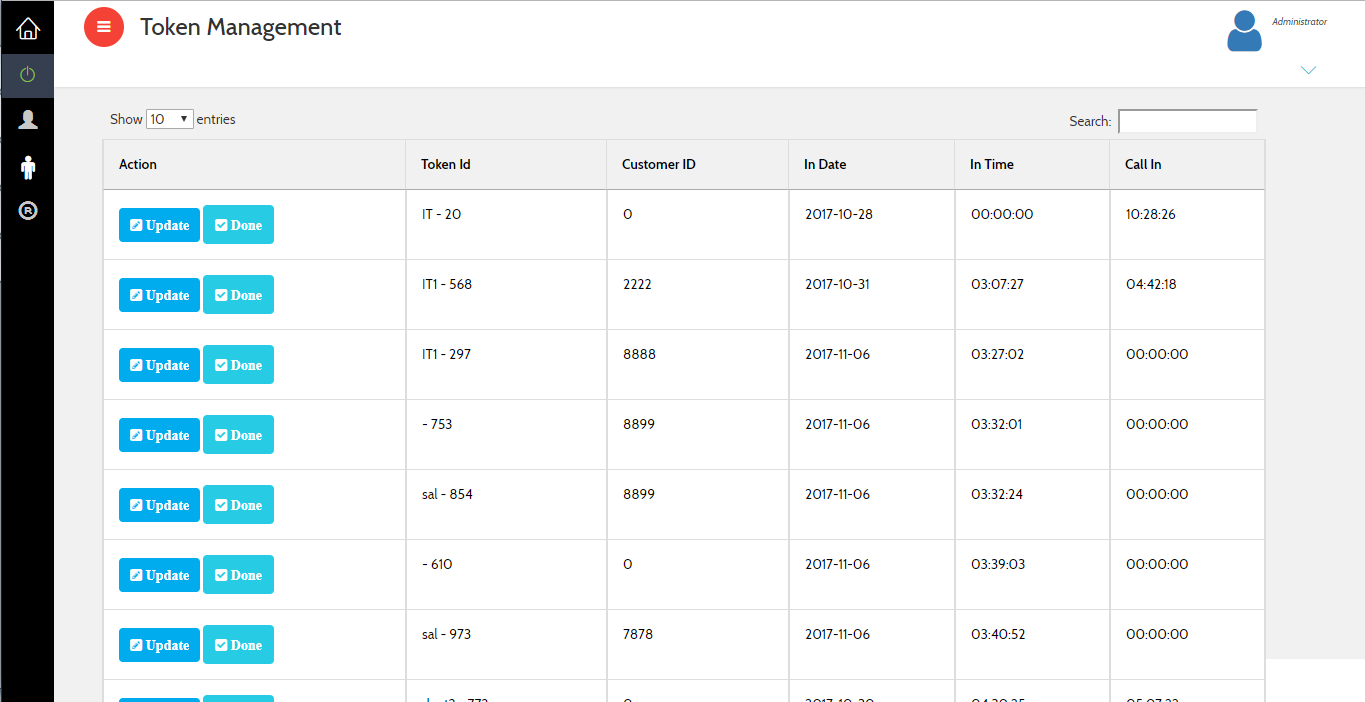 Token Management
Administrator
Show 10 entries
Search:
Action Token Id Customer ID In Date In Time Call In
Update Done IT - 20 0 2017-10-28 00:00:00 10:28:26
Update Done IT1 - 568 2222 2017-10-31 03:07:27 04:42:18
Update Done IT1 - 297 8888 2017-11-06 03:27:02 00:00:00
Update Done - 753 8899 2017-11-06 03:32:01 00:00:00
Update Done sal - 854 8899 2017-11-06 03:32:24 00:00:00
Update Done - 610 0 2017-11-06 03:39:03 00:00:00
Update Done sal - 973 7878 2017-11-06 03:40:52 00:00:00